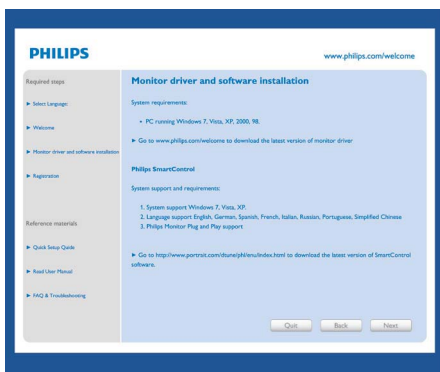 PHILIPS
www.philips.com/welcome
Required steps
Select Language:
Welcome
Monitor driver and software installation
Registration
Reference materials
Quick Setup Guide
Read User Manual
FAQ & Troubleshooting
Monitor driver and software installation
System requirements:
• PC running Windows 7, Vista, XP, 2000, 98.
Go to www.philips.com/welcome to download the latest version of monitor driver
Philips SmartControl
System support and requirements:
1. System support Windows 7, Vista, XP.
2. Language support English, German, Spanish, French, Italian, Russian, Portuguese, Simplified Chinese
3. Philips Monitor Plug and Play support
Go to http://www.portrait.com/dtune/phl/enu/index.html to download the latest version of SmartControl
software.
Quit
Back
Next